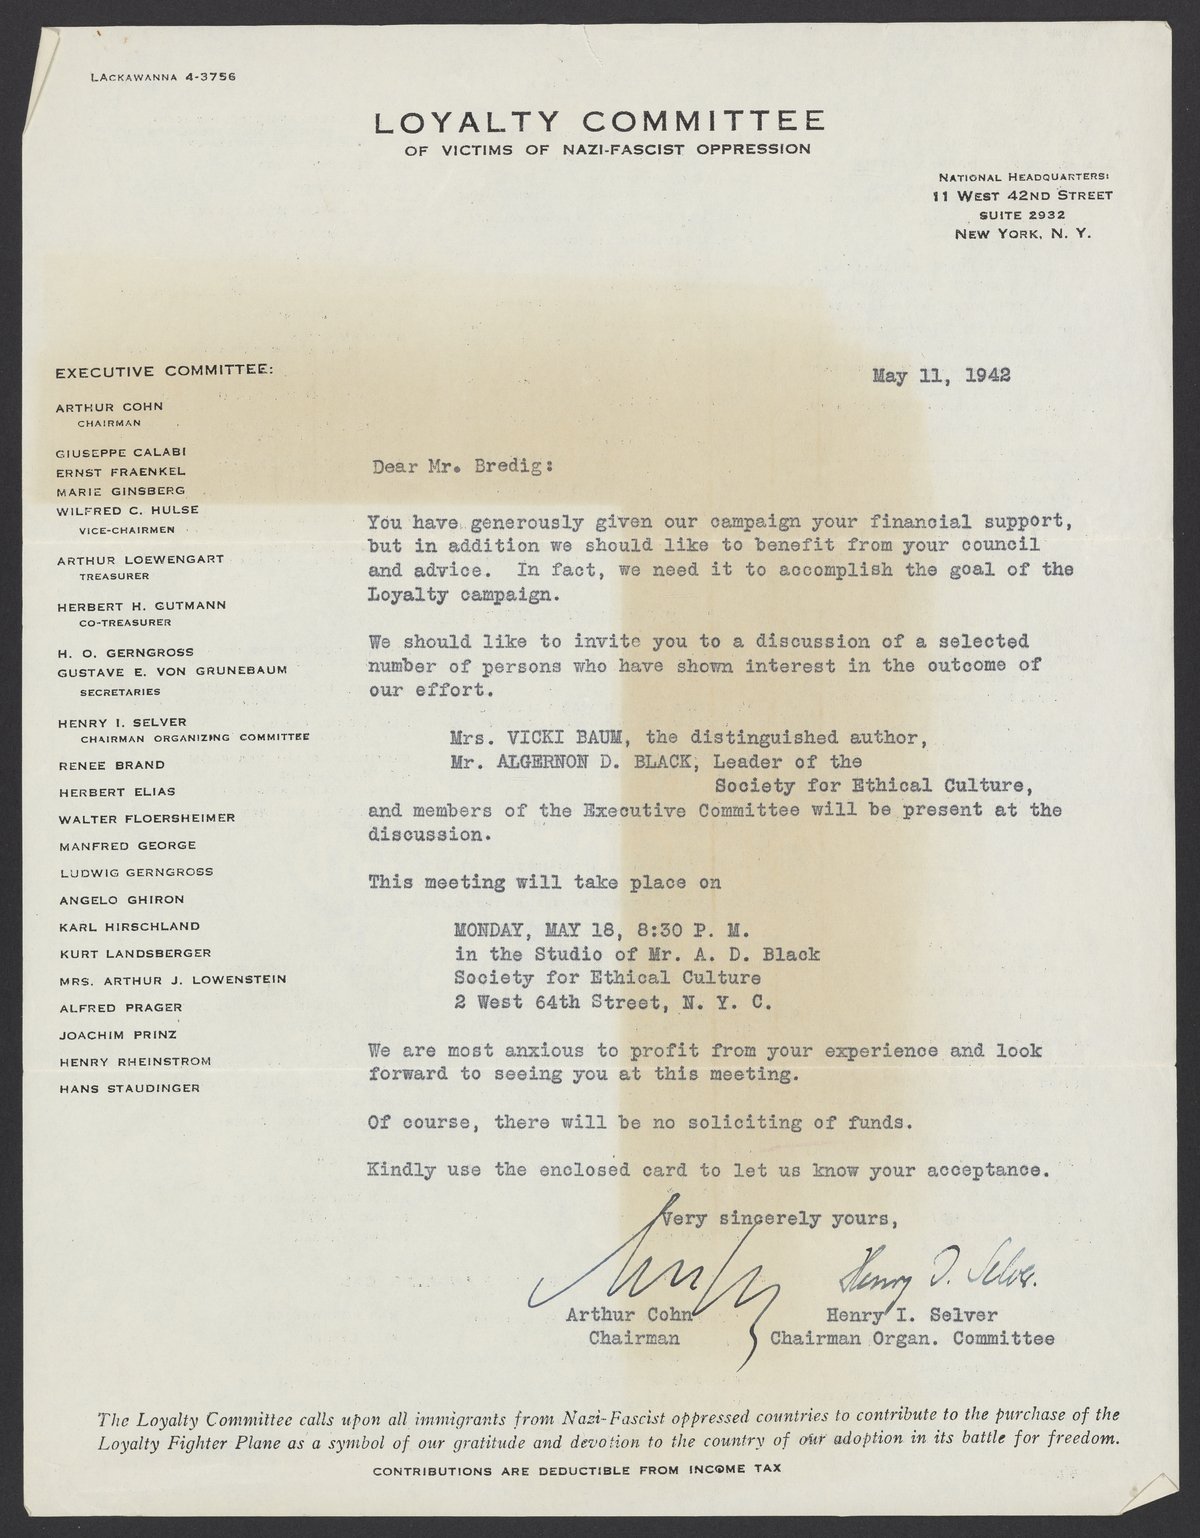 LACKAWANNA 4-3756
LOYALTY COMMITTEE
OF VICTIMS OF NAZI-FASCIST OPPRESSION
NATIONAL HEADQUARTERS:
11 WEST 42ND STREET
SUITE 2932
NEW YORK, N. Y.
EXECUTIVE COMMITTEE:
ARTHUR COHN
CHAIRMAN
GIUSEPPE CALABI
ERNST FRAENKEL
MARIE GINSBERG
WILFRED C. HULSE
VICE-CHAIRMEN
ARTHUR LOEWENGART
TREASURER
HERBERT H. GUTMANN
CO-TREASURER
H. O. GERNGROSS
GUSTAVE E. VON GRUNEBAUM
SECRETARIES
HENRY I. SELVER
CHAIRMAN ORGANIZING COMMITTEE
RENEE BRAND
HERBERT ELIAS
WALTER FLOERSHEIMER
MANFRED GEORGE
LUDWIG GERNGROSS
ANGELO GHIRON
KARL HIRSCHLAND
KURT LANDSBERGER
MRS. ARTHUR J. LOWENSTEIN
ALFRED PRAGER
JOACHIM PRINZ
HENRY RHEINSTROM
HANS STAUDINGER
May 11, 1942
Dear Mr. Bredig:
You have generously given our campaign your financial support,
but in addition we should like to benefit from your council
and advice. In fact, we need it to accomplish the goal of the
Loyalty campaign.
We should like to invite you to a discussion of a selected
number of persons who have shown interest in the outcome of
our effort.
Mrs. VICKI BAUM, the distinguished author,
Mr. ALGERNON D. BLACK, Leader of the
Society for Ethical Culture,
and members of the Executive Committee will be present at the
discussion.
This meeting will take place on
MONDAY, MAY 18, 8:30 P. M.
in the Studio of Mr. A. D. Black
Society for Ethical Culture
2 West 64th Street, N. Y. C.
We are most anxious to profit from your experience and look
forward to seeing you at this meeting.
Of course, there will be no soliciting of funds.
Kindly use the enclosed card to let us know your acceptance.
Very sincerely yours,
Henry I. Selver.
Arthur Cohn Henry I. Selver
Chairman Chairman Organ. Committee
The Loyalty Committee calls upon all immigrants from Nazi-Fascist oppressed countries to contribute to the purchase of the
Loyalty Fighter Plane as a symbol of our gratitude and devotion to the country of our adoption in its battle for freedom.
CONTRIBUTIONS ARE DEDUCTIBLE FROM INCOME TAX